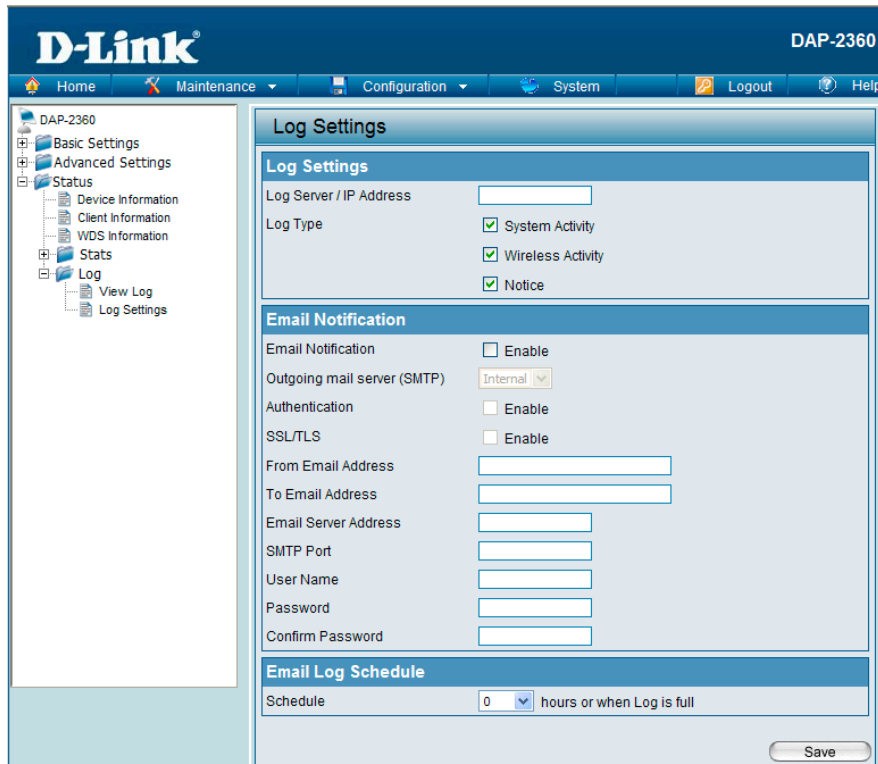 D-Link®
DAP-2360
Home Maintenance Configuration System Logout Help
DAP-2360
Basic Settings
Advanced Settings
Status
Device Information
Client Information
WDS Information
Stats
Log
View Log
Log Settings
Log Settings
Log Settings
Log Server / IP Address
Log Type System Activity
Wireless Activity
Notice
Email Notification
Email Notification Enable
Outgoing mail server (SMTP) Internal
Authentication Enable
SSL/TLS Enable
From Email Address
To Email Address
Email Server Address
SMTP Port
User Name
Password
Confirm Password
Email Log Schedule
Schedule 0 hours or when Log is full
Save